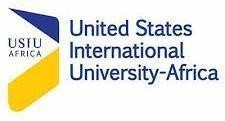 USIU
AFRICA
United States
International
University-Africa